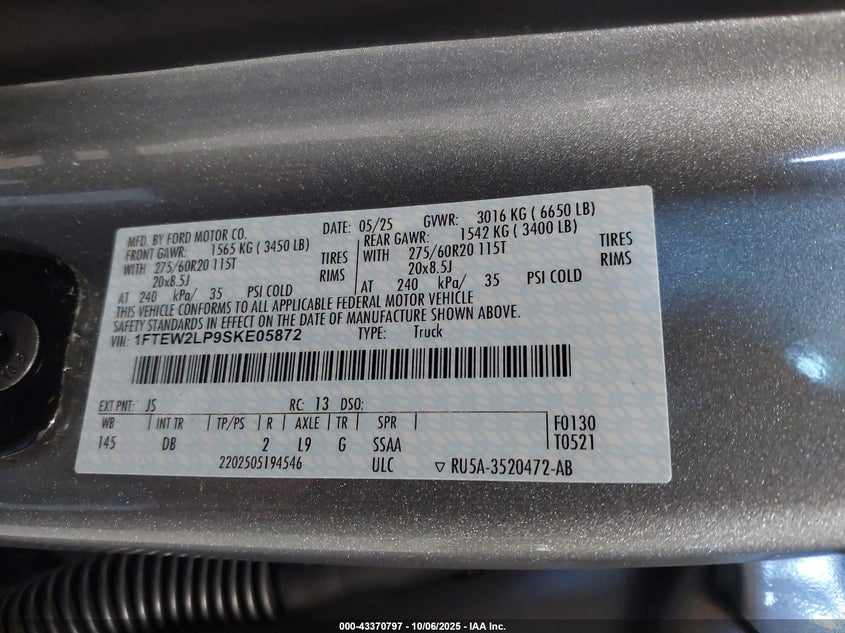 MFD. BY FORD MOTOR CO. DATE: 05/25 GVWR: 3016 KG ( 6650 LB)
FRONT GAWR: 1565 KG ( 3450 LB) REAR GAWR: 1542 KG ( 3400 LB)
WITH 275/60R20 115T TIRES WITH 275/60R20 115T TIRES
20x8.5J RIMS 20x8.5J RIMS
AT 240 kPa/ 35 PSI COLD AT 240 kPa/ 35 PSI COLD
THIS VEHICLE CONFORMS TO ALL APPLICABLE FEDERAL MOTOR VEHICLE
SAFETY STANDARDS IN EFFECT ON THE DATE OF MANUFACTURE SHOWN ABOVE.
VIN: 1FTEW2LP9SKE05872 TYPE: Truck
EXT PNT: JS RC: 13 DSO:
WB INT TR TP/PS R AXLE TR SPR F0130
145 DB 2 L9 G SSAA T0521
2202505194546 ULC ▽ RU5A-3520472-AB
000-43370797 - 10/06/2025 - IAA Inc.